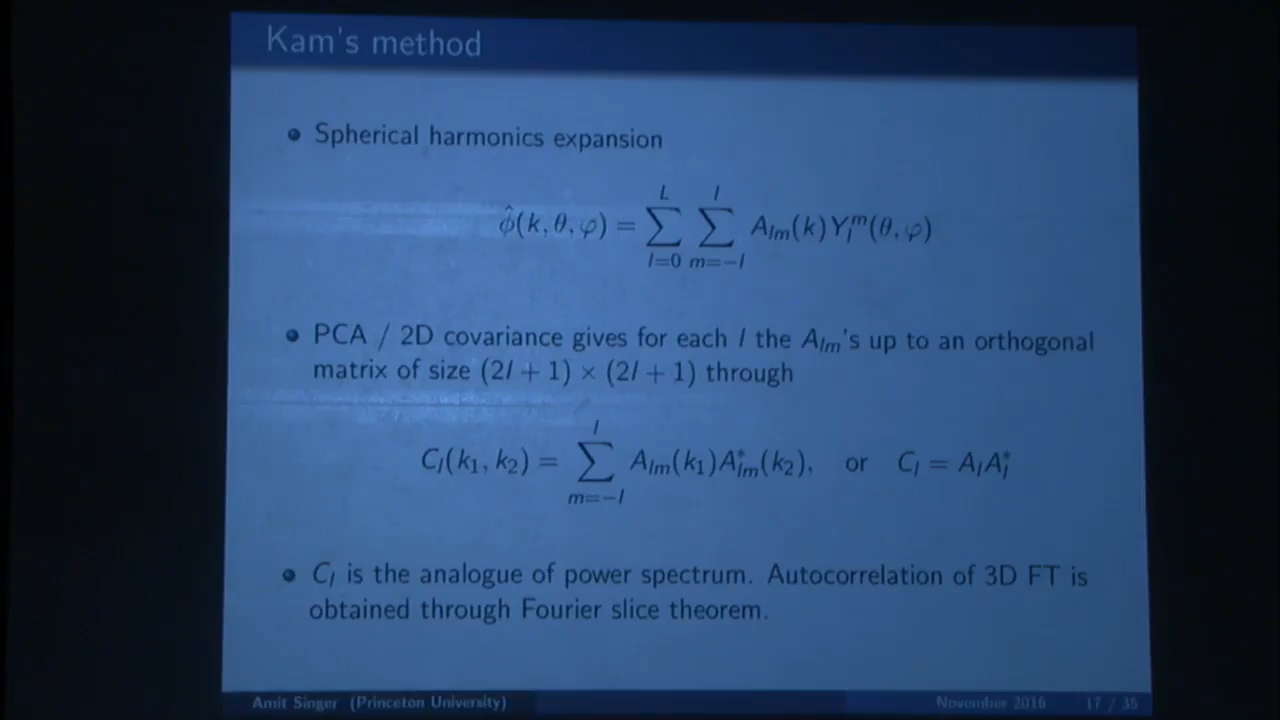 Kam's method
• Spherical harmonics expansion
$\hat{\phi}(k, \theta, \varphi) = \sum_{l=0}^{L} \sum_{m=-l}^{l} A_{lm}(k) Y_l^m(\theta, \varphi)$
• PCA / 2D covariance gives for each l the $A_{lm}$'s up to an orthogonal
matrix of size (2l + 1) × (2l + 1) through
$C_l(k_1, k_2) = \sum_{m=-l}^{l} A_{lm}(k_1) A_{lm}^*(k_2), \quad \text{or} \quad C_l = A_l A_l^*$
• $C_l$ is the analogue of power spectrum. Autocorrelation of 3D FT is
obtained through Fourier slice theorem.
Amit Singer (Princeton University) November 2016 17 / 35